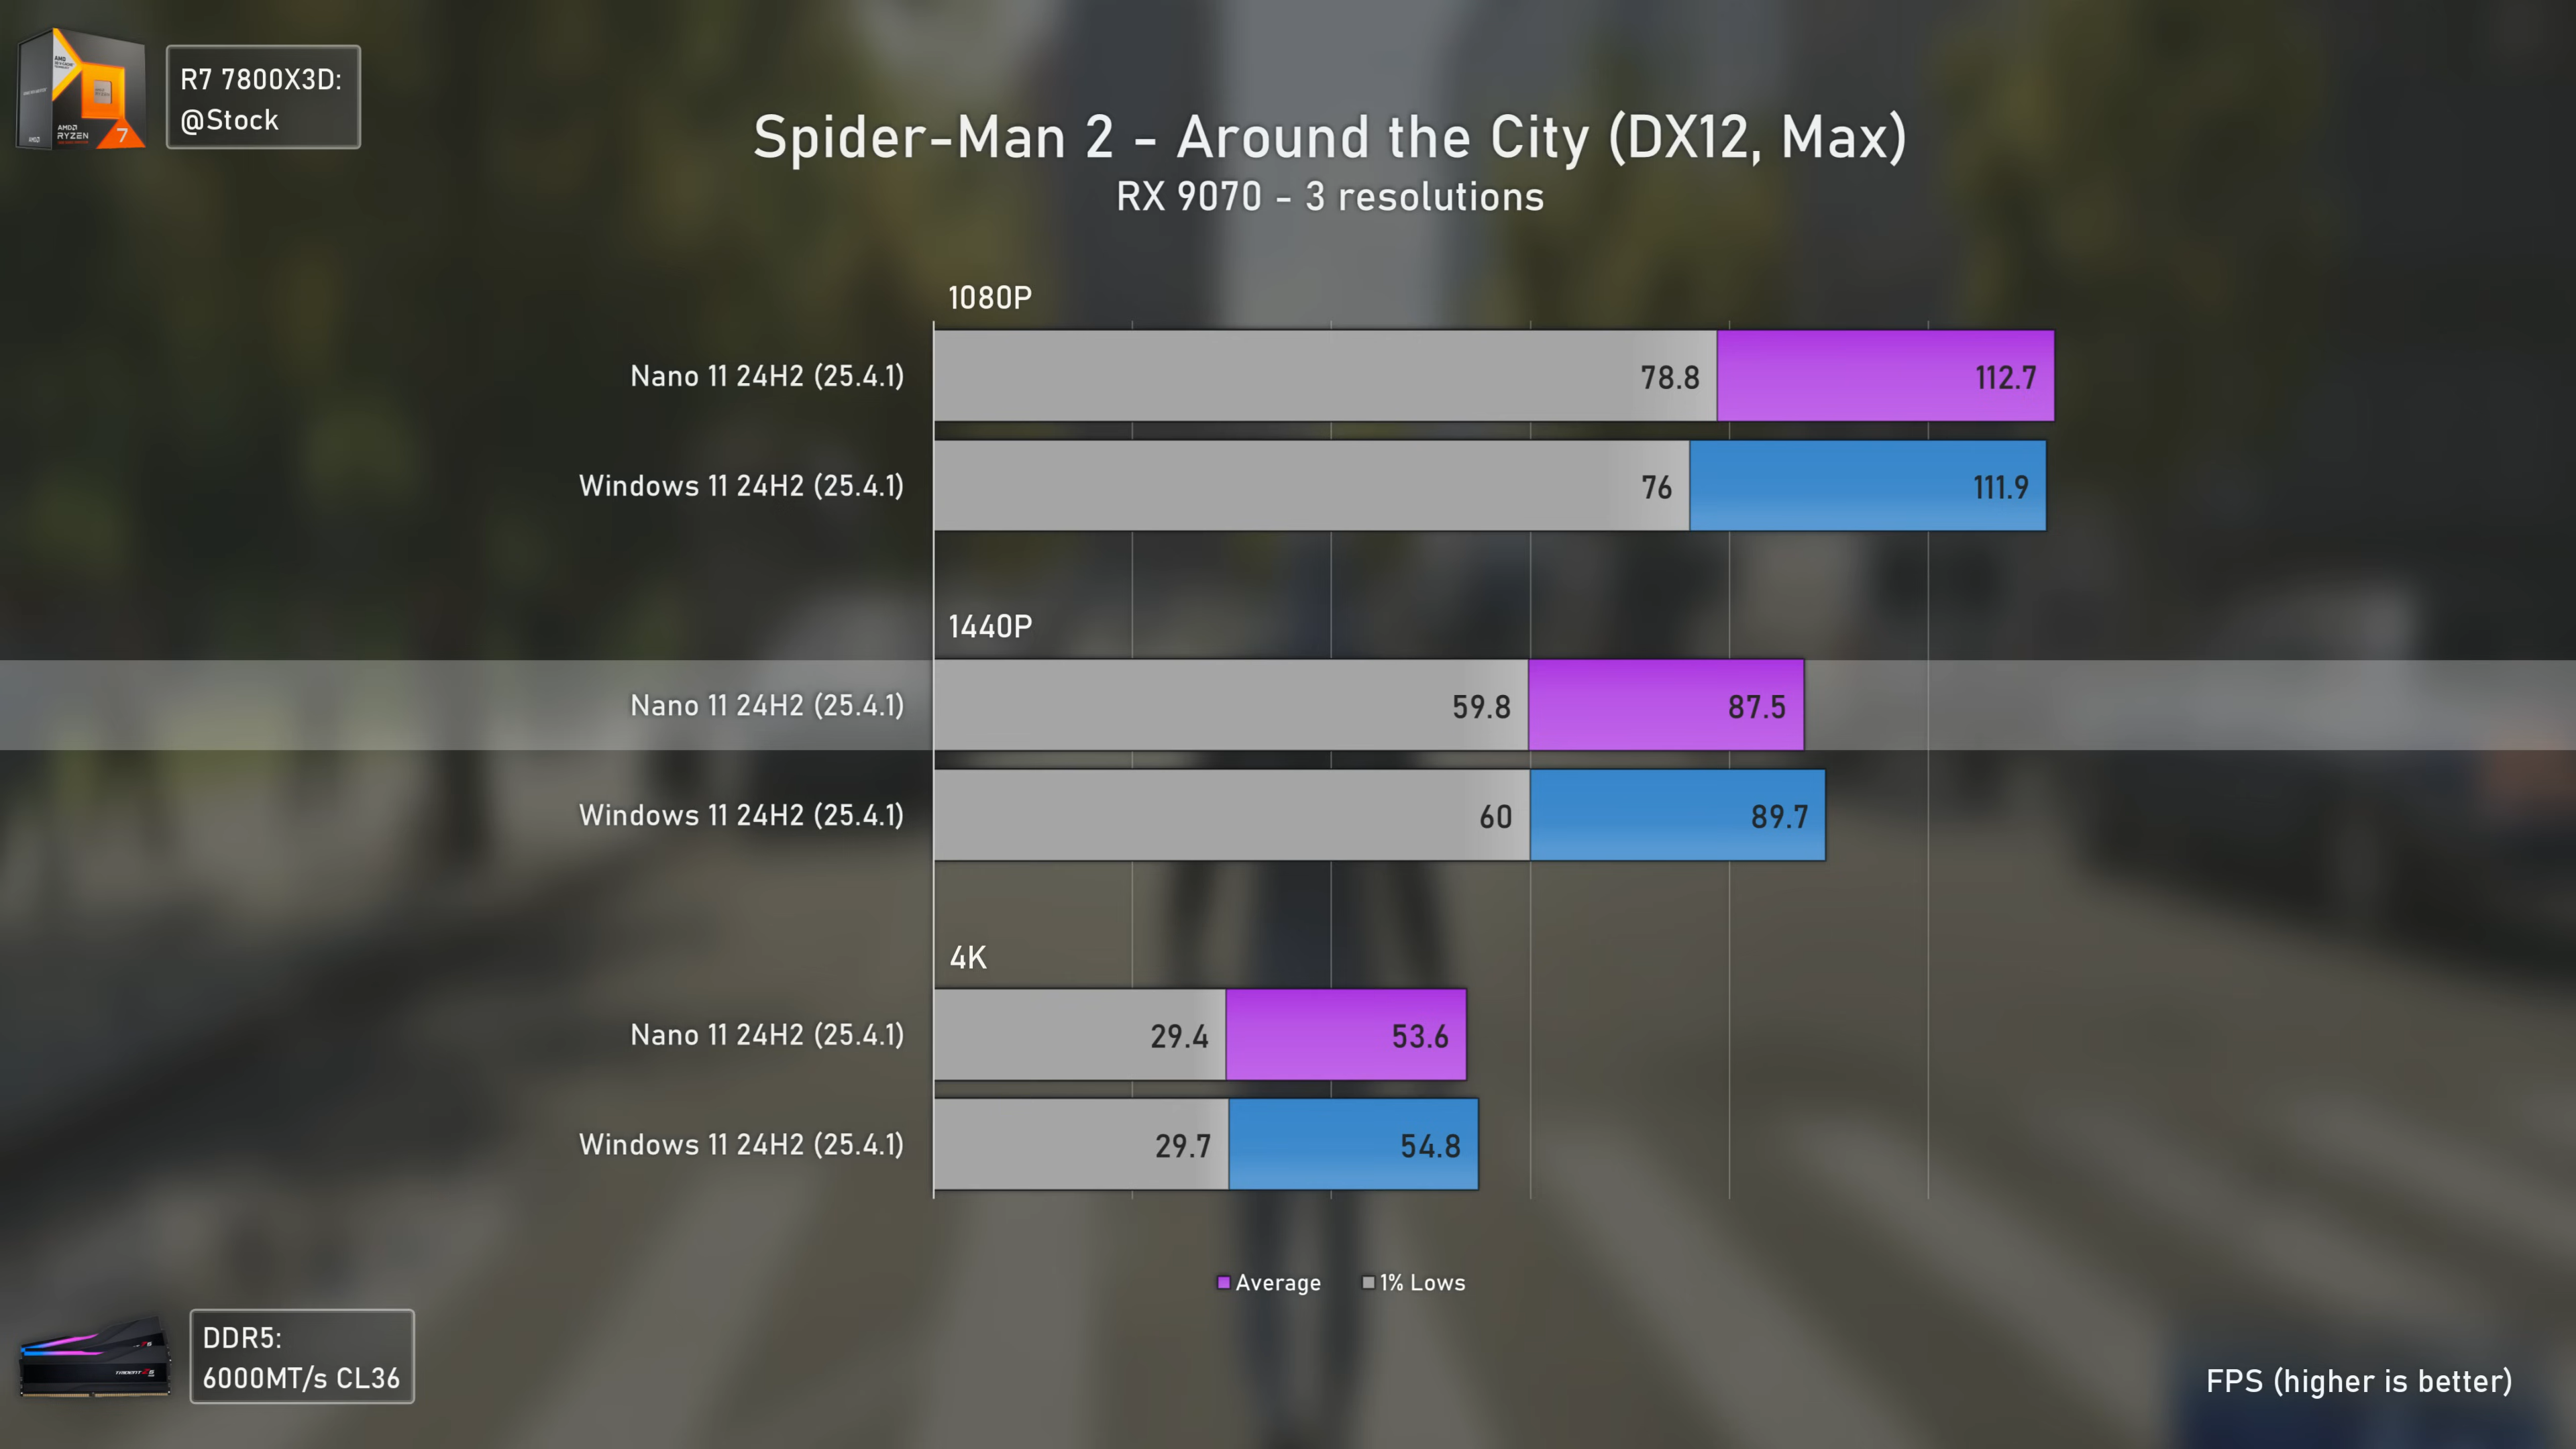 R7 7800X3D:
@Stock
AMD
RYZEN
7
Spider-Man 2 - Around the City (DX12, Max)
RX 9070 - 3 resolutions
1080P
Nano 11 24H2 (25.4.1)
78.8
112.7
Windows 11 24H2 (25.4.1)
76
111.9
1440P
Nano 11 24H2 (25.4.1)
59.8
87.5
Windows 11 24H2 (25.4.1)
60
89.7
4K
Nano 11 24H2 (25.4.1)
29.4
53.6
Windows 11 24H2 (25.4.1)
29.7
54.8
Average
1% Lows
DDR5:
6000MT/s CL36
FPS (higher is better)